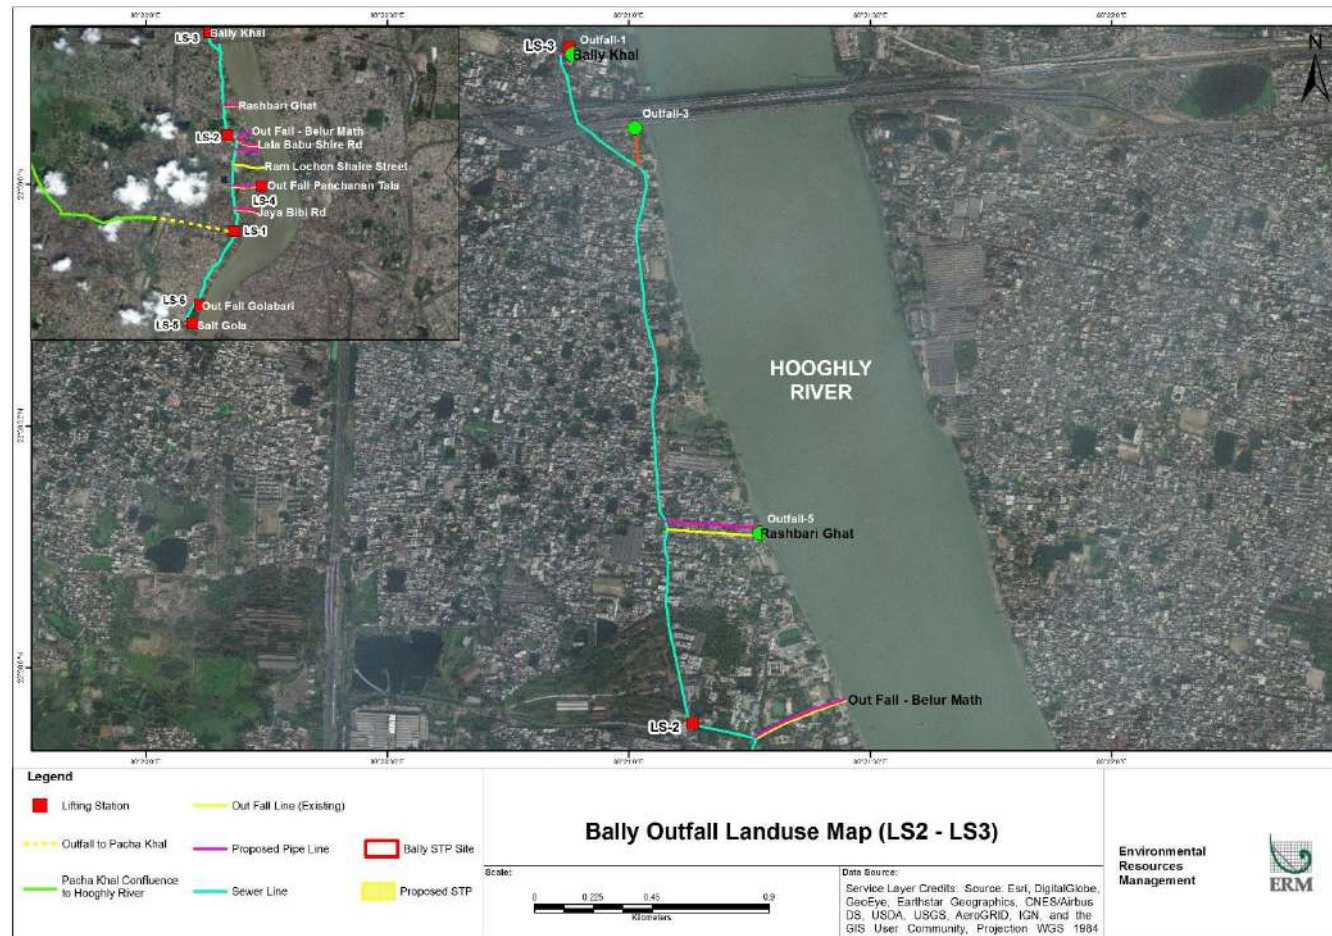 LS-3
Bally Khal
Rashbari Ghat
Out Fall - Belur Math
LS-2
Lala Babu Shire Rd
Ram Lochon Shaire Street
Out Fall Panchanan Tala
LS-4
Jaya Bibi Rd
LS-1
LS-6
Out Fall Golabari
LS-5
Salt Gola
Outfall-1
LS-3
Bally Khal
N
Outfall-3
HOOGHLY
RIVER
Outfall-5
Rashbari Ghat
Out Fall - Belur Math
LS-2
Legend
Lifting Station
Out Fall Line (Existing)
Outfall to Pacha Khal
Proposed Pipe Line
Bally STP Site
Pacha Khal Confluence
to Hooghly River
Sewer Line
Proposed STP
Bally Outfall Landuse Map (LS2 - LS3)
Scale:
0 0.225 0.45 0.9
Kilometers
Data Source:
Service Layer Credits: Source: Esri, DigitalGlobe,
GeoEye, Earthstar Geographics, CNES/Airbus
DS, USDA, USGS, AeroGRID, IGN, and the
GIS User Community, Projection WGS 1984
Environmental
Resources
Management
ERM